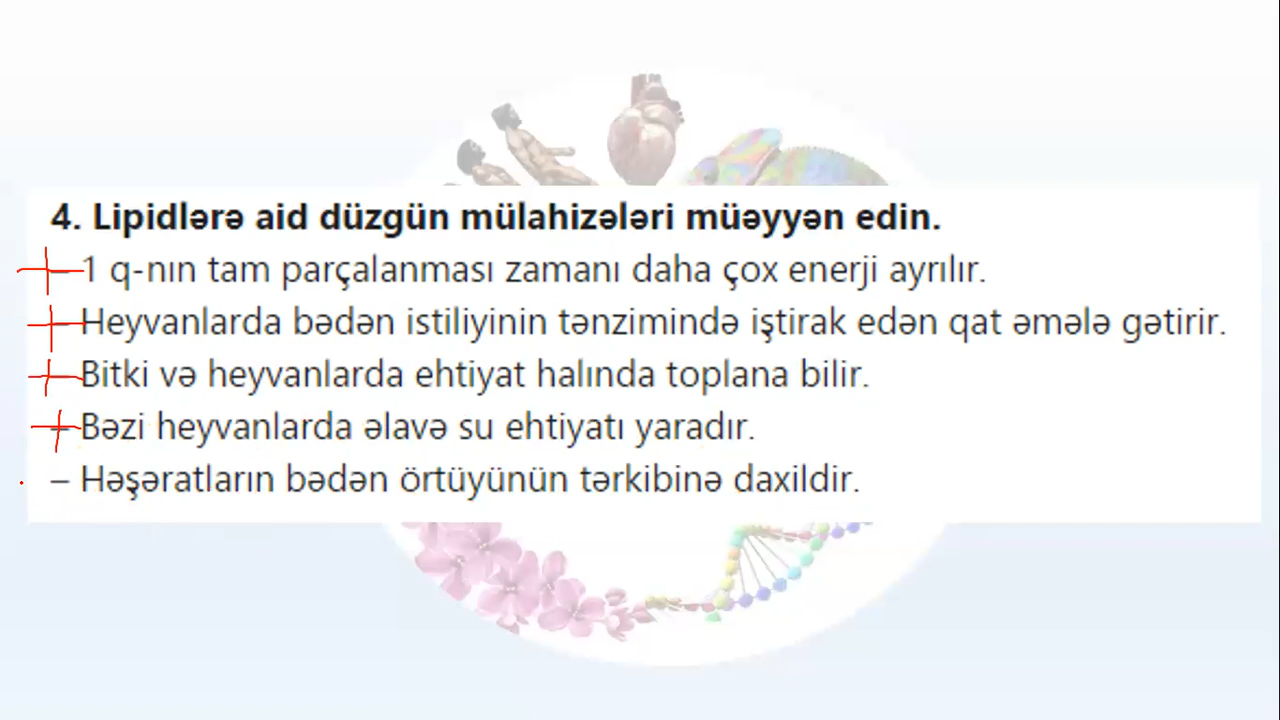 4. Lipidlərə aid düzgün mülahizələri müəyyən edin.
– 1 q-nın tam parçalanması zamanı daha çox enerji ayrılır.
– Heyvanlarda bədən istiliyinin tənzimində iştirak edən qat əmələ gətirir.
– Bitki və heyvanlarda ehtiyat halında toplana bilir.
– Bəzi heyvanlarda əlavə su ehtiyatı yaradır.
– Həşəratların bədən örtüyünün tərkibinə daxildir.